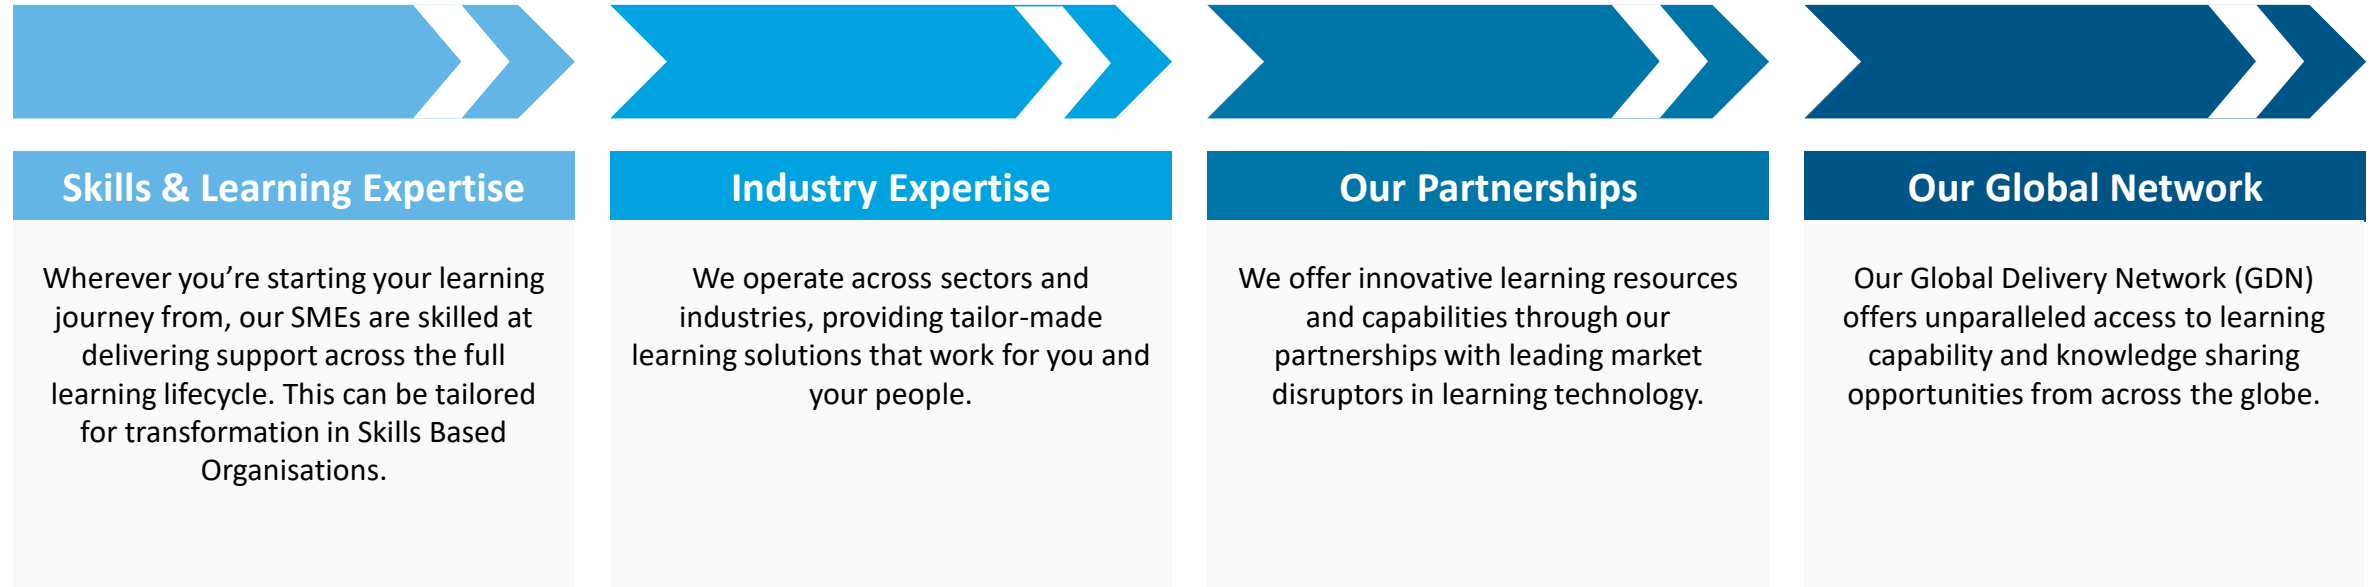 Skills & Learning Expertise
Wherever you’re starting your learning
journey from, our SMEs are skilled at
delivering support across the full
learning lifecycle. This can be tailored
for transformation in Skills Based
Organisations.
Industry Expertise
We operate across sectors and
industries, providing tailor-made
learning solutions that work for you and
your people.
Our Partnerships
We offer innovative learning resources
and capabilities through our
partnerships with leading market
disruptors in learning technology.
Our Global Network
Our Global Delivery Network (GDN)
offers unparalleled access to learning
capability and knowledge sharing
opportunities from across the globe.